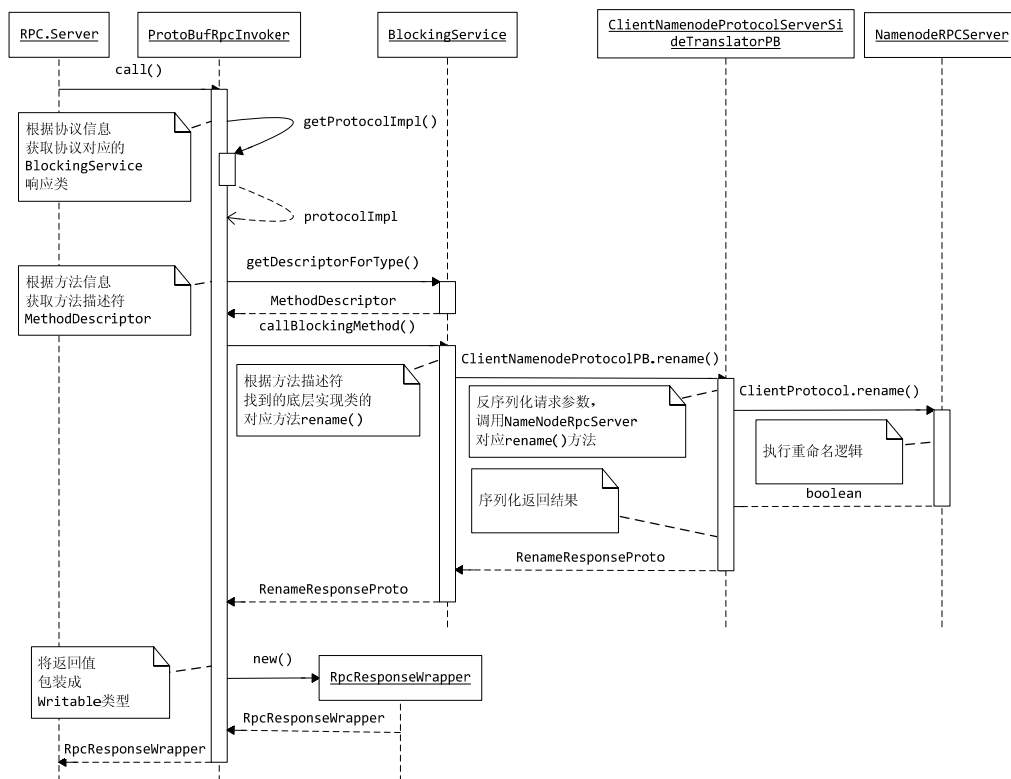 RPC.Server
ProtoBufRpcInvoker
BlockingService
ClientNamenodeProtocolServerSi
deTranslatorPB
NamenodeRPCServer
call()
根据协议信息
获取协议对应的
BlockingService
响应类
getProtocolImpl()
protocolImpl
getDescriptorForType()
根据方法信息
获取方法描述符
MethodDescriptor
MethodDescriptor
callBlockingMethod()
ClientNamenodeProtocolPB.rename()
根据方法描述符
找到的底层实现类的
对应方法rename()
反序列化请求参数,
调用NameNodeRpcServer
对应rename()方法
ClientProtocol.rename()
执行重命名逻辑
序列化返回结果
boolean
RenameResponseProto
RenameResponseProto
将返回值
包装成
Writable类型
new()
RpcResponseWrapper
RpcResponseWrapper
RpcResponseWrapper